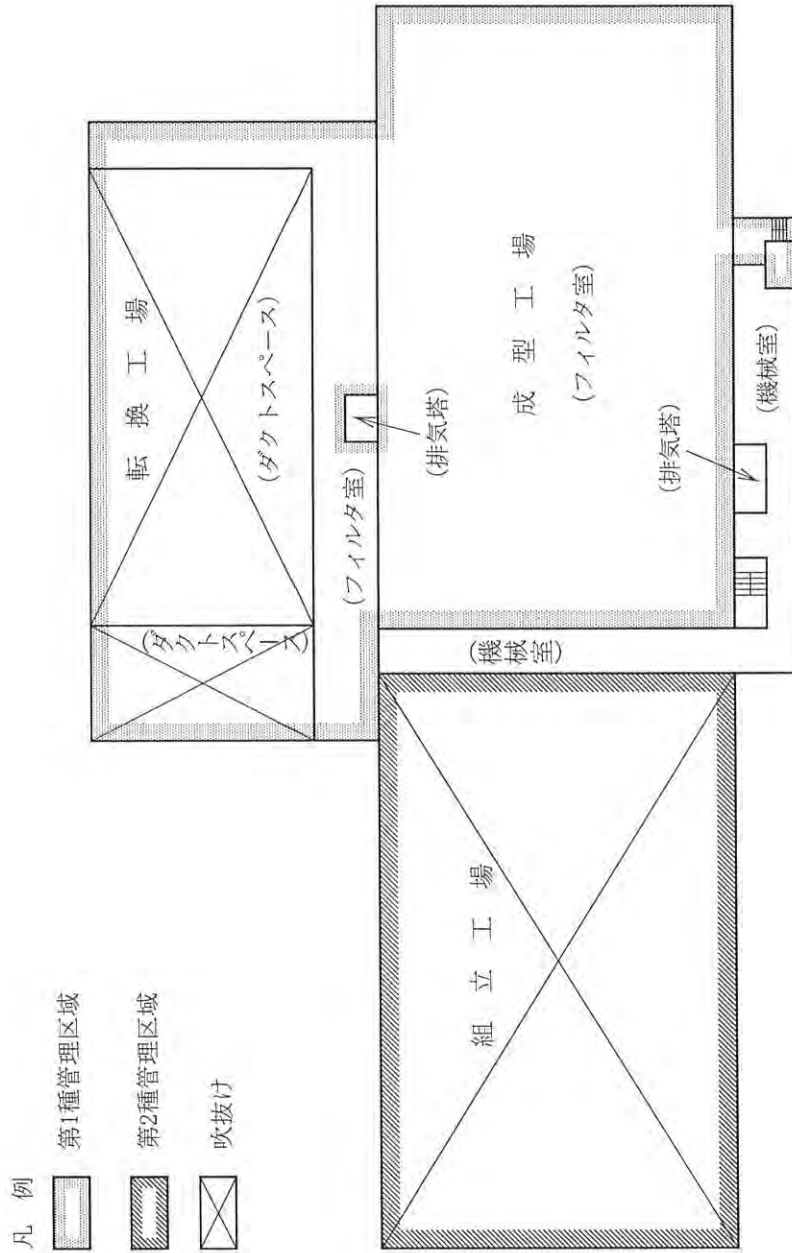 凡 例
第1種管理区域
第2種管理区域
吹抜け
転 換 工 場
(ダクトスペース)
(ダクトスペース)
(フィルタ室)
(排気塔)
成 型 工 場
(フィルタ室)
(排気塔)
(機械室)
(機械室)
組 立 工 場